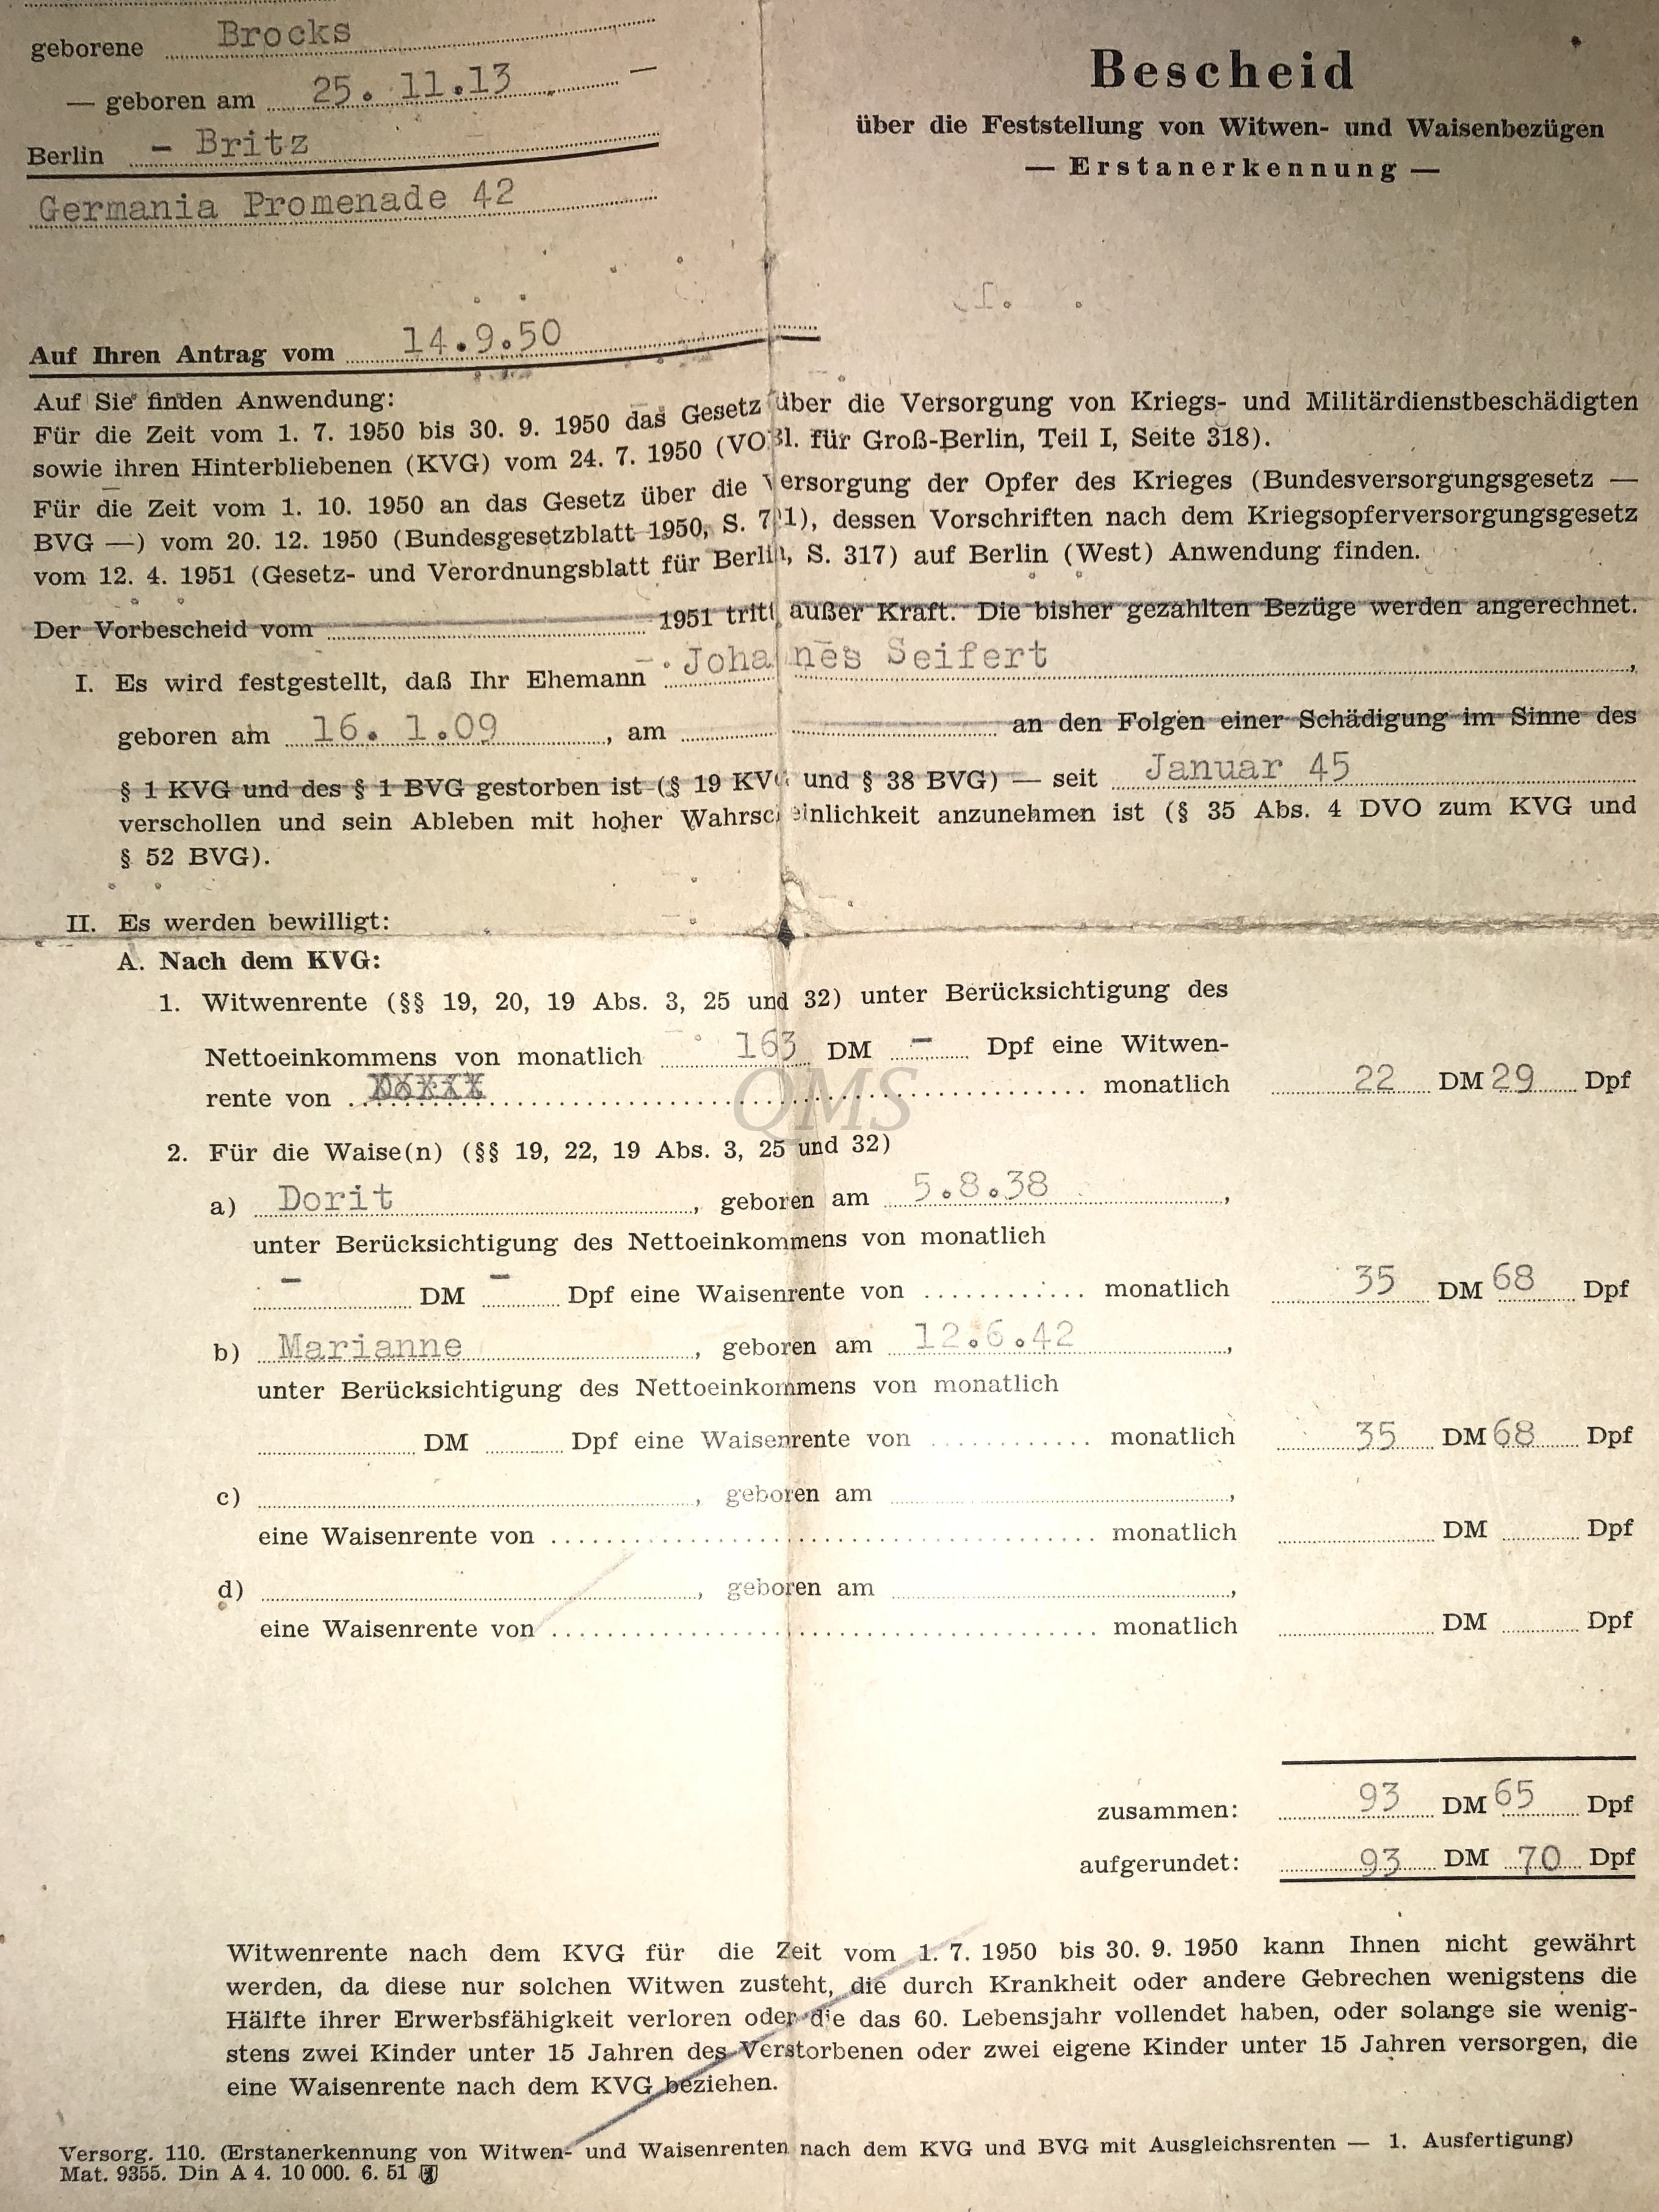 geborene Brocks
— geboren am 25. 11.13 —
Berlin - Britz
Germania Promenade 42
Bescheid
über die Feststellung von Witwen- und Waisenbezügen
— Erstanerkennung —
Auf Ihren Antrag vom 14.9.50
Auf Sie finden Anwendung:
Für die Zeit vom 1. 7. 1950 bis 30. 9. 1950 das Gesetz über die Versorgung von Kriegs- und Militärdienstbeschädigten
sowie ihren Hinterbliebenen (KVG) vom 24. 7. 1950 (VOBl. für Groß-Berlin, Teil I, Seite 318).
Für die Zeit vom 1. 10. 1950 an das Gesetz über die Versorgung der Opfer des Krieges (Bundesversorgungsgesetz —
BVG —) vom 20. 12. 1950 (Bundesgesetzblatt 1950, S. 791), dessen Vorschriften nach dem Kriegsopferversorgungsgesetz
vom 12. 4. 1951 (Gesetz- und Verordnungsblatt für Berlin, S. 317) auf Berlin (West) Anwendung finden.
Der Vorbescheid vom 1951 tritt außer Kraft. Die bisher gezahlten Bezüge werden angerechnet.
I. Es wird festgestellt, daß Ihr Ehemann Johannes Seifert,
geboren am 16. 1.09, am an den Folgen einer Schädigung im Sinne des
§ 1 KVG und des § 1 BVG gestorben ist (§ 19 KVG und § 38 BVG) — seit Januar 45
verschollen und sein Ableben mit hoher Wahrscheinlichkeit anzunehmen ist (§ 35 Abs. 4 DVO zum KVG und
§ 52 BVG).
II. Es werden bewilligt:
A. Nach dem KVG:
1. Witwenrente (§§ 19, 20, 19 Abs. 3, 25 und 32) unter Berücksichtigung des
Nettoeinkommens von monatlich 163 DM - Dpf eine Witwen-
rente von monatlich 22 DM 29 Dpf
QMS
2. Für die Waise(n) (§§ 19, 22, 19 Abs. 3, 25 und 32)
a) Dorit, geboren am 5.8.38,
unter Berücksichtigung des Nettoeinkommens von monatlich
- DM - Dpf eine Waisenrente von monatlich 35 DM 68 Dpf
b) Marianne, geboren am 12.6.42,
unter Berücksichtigung des Nettoeinkommens von monatlich
DM Dpf eine Waisenrente von monatlich 35 DM 68 Dpf
c) , geboren am ,
eine Waisenrente von monatlich DM Dpf
d) , geboren am ,
eine Waisenrente von monatlich DM Dpf
zusammen: 93 DM 65 Dpf
aufgerundet: 93 DM 70 Dpf
Witwenrente nach dem KVG für die Zeit vom 1. 7. 1950 bis 30. 9. 1950 kann Ihnen nicht gewährt
werden, da diese nur solchen Witwen zusteht, die durch Krankheit oder andere Gebrechen wenigstens die
Hälfte ihrer Erwerbsfähigkeit verloren oder die das 60. Lebensjahr vollendet haben, oder solange sie wenig-
stens zwei Kinder unter 15 Jahren des Verstorbenen oder zwei eigene Kinder unter 15 Jahren versorgen, die
eine Waisenrente nach dem KVG beziehen.
Versorg. 110. (Erstanerkennung von Witwen- und Waisenrenten nach dem KVG und BVG mit Ausgleichsrenten — 1. Ausfertigung)
Mat. 9355. Din A 4. 10 000. 6. 51